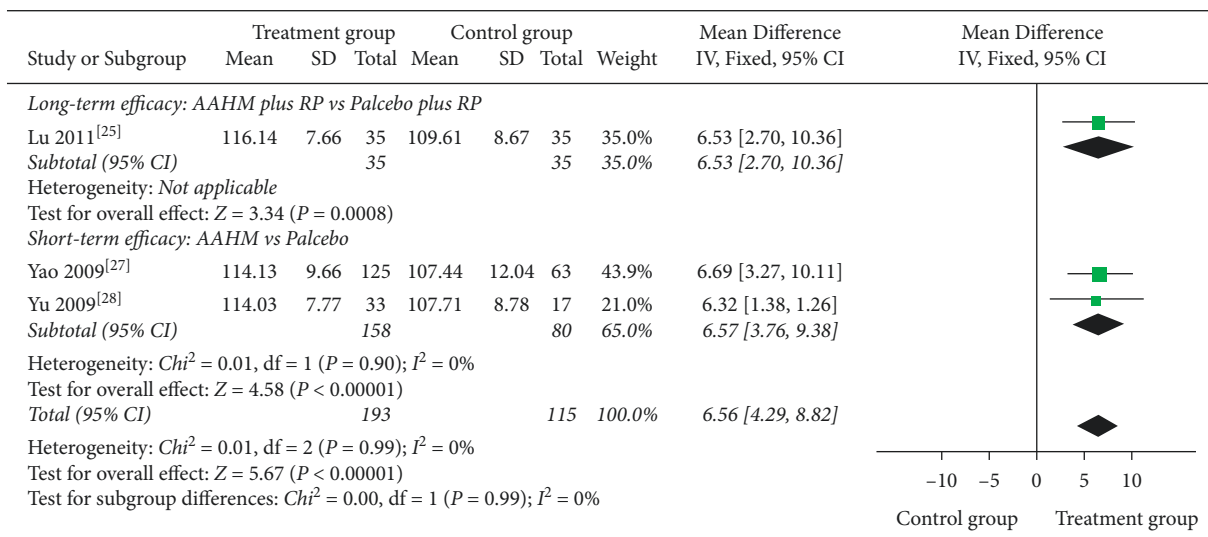 Treatment group Control group Mean Difference Mean Difference
Study or Subgroup Mean SD Total Mean SD Total Weight IV, Fixed, 95% CI IV, Fixed, 95% CI
Long-term efficacy: AAHM plus RP vs Palcebo plus RP
Lu 2011[25] 116.14 7.66 35 109.61 8.67 35 35.0% 6.53 [2.70, 10.36]
Subtotal (95% CI) 35 35 35.0% 6.53 [2.70, 10.36]
Heterogeneity: Not applicable
Test for overall effect: Z = 3.34 (P = 0.0008)
Short-term efficacy: AAHM vs Palcebo
Yao 2009[27] 114.13 9.66 125 107.44 12.04 63 43.9% 6.69 [3.27, 10.11]
Yu 2009[28] 114.03 7.77 33 107.71 8.78 17 21.0% 6.32 [1.38, 1.26]
Subtotal (95% CI) 158 80 65.0% 6.57 [3.76, 9.38]
Heterogeneity: Chi² = 0.01, df = 1 (P = 0.90); I² = 0%
Test for overall effect: Z = 4.58 (P < 0.00001)
Total (95% CI) 193 115 100.0% 6.56 [4.29, 8.82]
Heterogeneity: Chi² = 0.01, df = 2 (P = 0.99); I² = 0%
Test for overall effect: Z = 5.67 (P < 0.00001)
Test for subgroup differences: Chi² = 0.00, df = 1 (P = 0.99); I² = 0%
–10 –5 0 5 10
Control group Treatment group